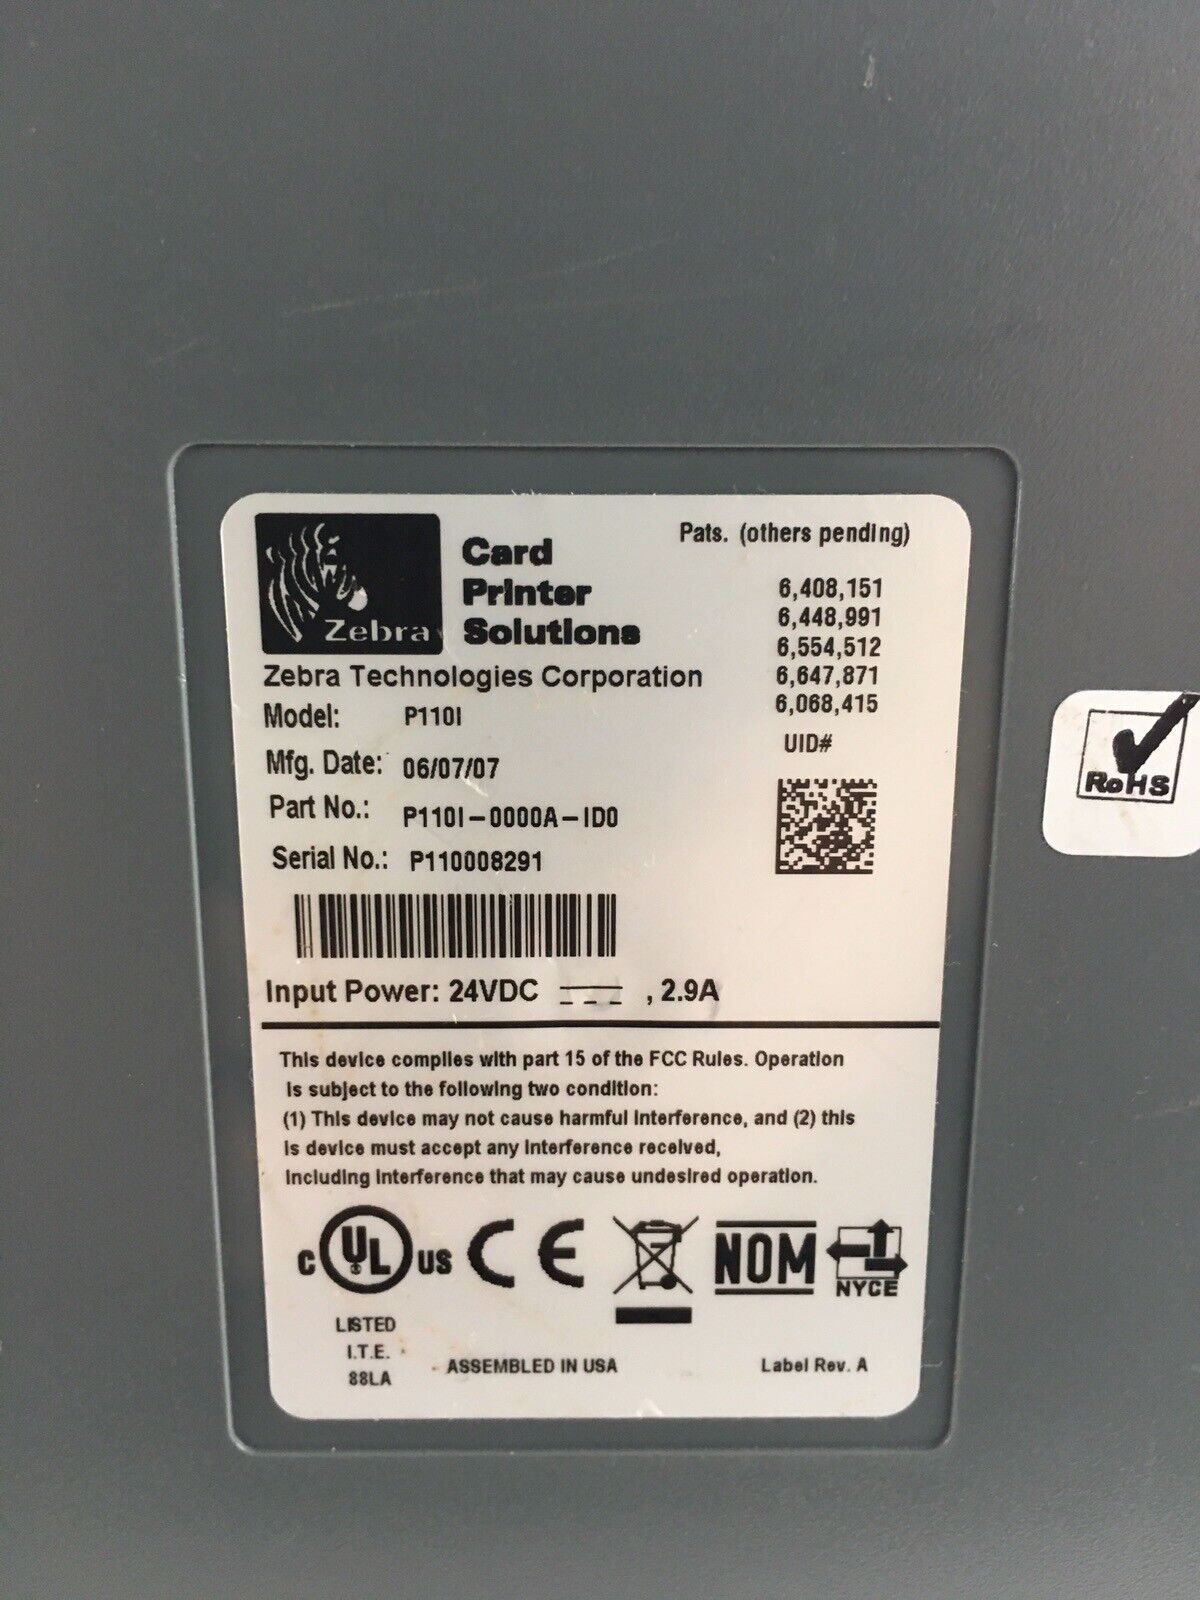 Zebra
Card
Printer
Solutions
Zebra Technologies Corporation
Model: P110I
Mfg. Date: 06/07/07
Part No.: P110I-0000A-ID0
Serial No.: P110008291
Pats. (others pending)
6,408,151
6,448,991
6,554,512
6,647,871
6,068,415
UID#
RoHS
Input Power: 24VDC , 2.9A
This device complies with part 15 of the FCC Rules. Operation
is subject to the following two condition:
(1) This device may not cause harmful interference, and (2) this
is device must accept any interference received,
including interference that may cause undesired operation.
C UL US CE NOM NYCE
LISTED
I.T.E.
88LA
ASSEMBLED IN USA
Label Rev. A